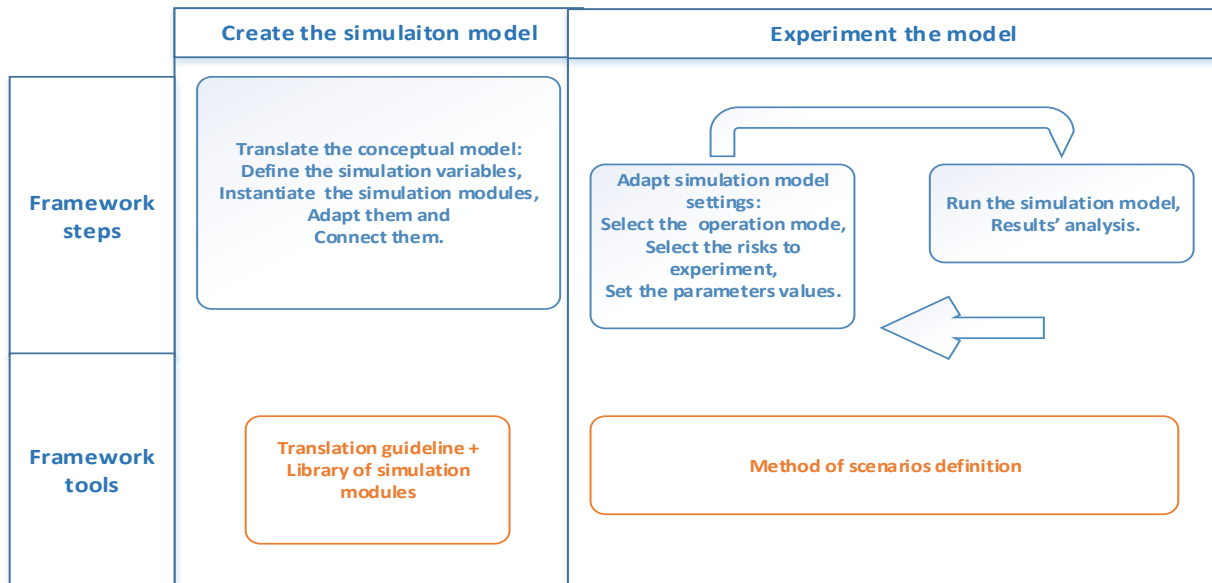 Create the simulaiton model
Experiment the model
Framework
steps
Translate the conceptual model:
Define the simulation variables,
Instantiate the simulation modules,
Adapt them and
Connect them.
Adapt simulation model
settings:
Select the operation mode,
Select the risks to
experiment,
Set the parameters values.
Run the simulation model,
Results’ analysis.
Framework
tools
Translation guideline +
Library of simulation
modules
Method of scenarios definition